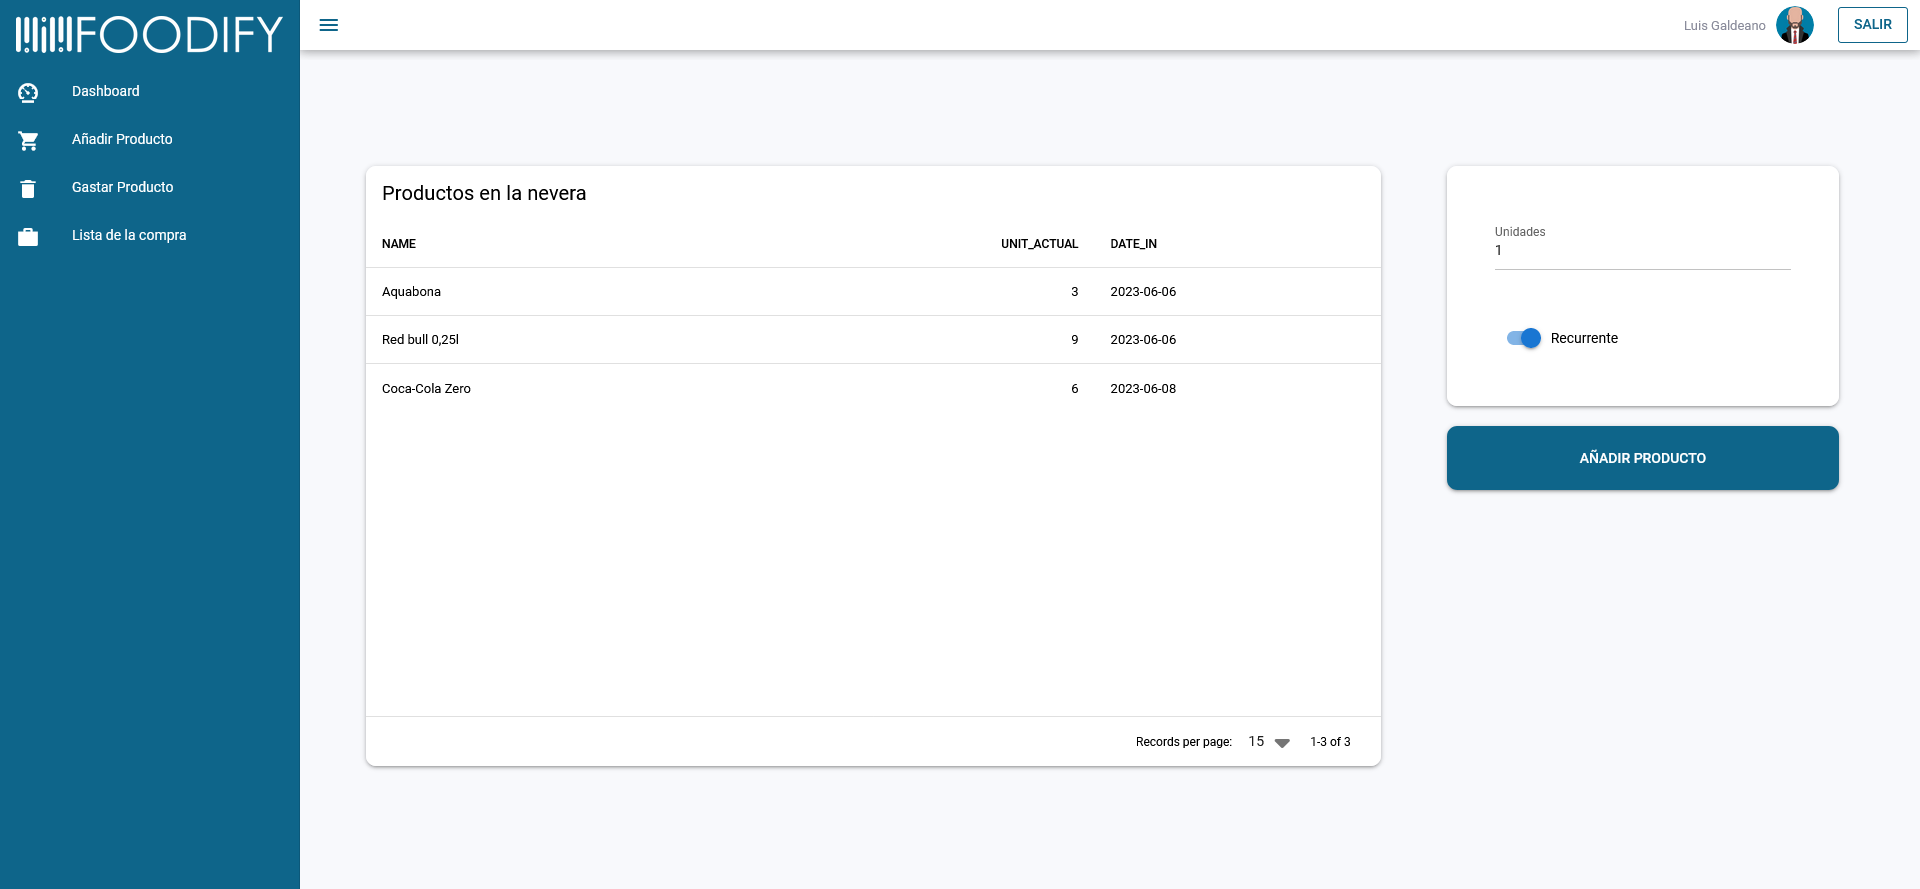 FOODIFY
Luis Galdeano
SALIR
Dashboard
Añadir Producto
Gastar Producto
Lista de la compra
Productos en la nevera
NAME UNIT_ACTUAL DATE_IN
Aquabona 3 2023-06-06
Red bull 0,25l 9 2023-06-06
Coca-Cola Zero 6 2023-06-08
Records per page: 15 1-3 of 3
Unidades
1
Recurrente
AÑADIR PRODUCTO